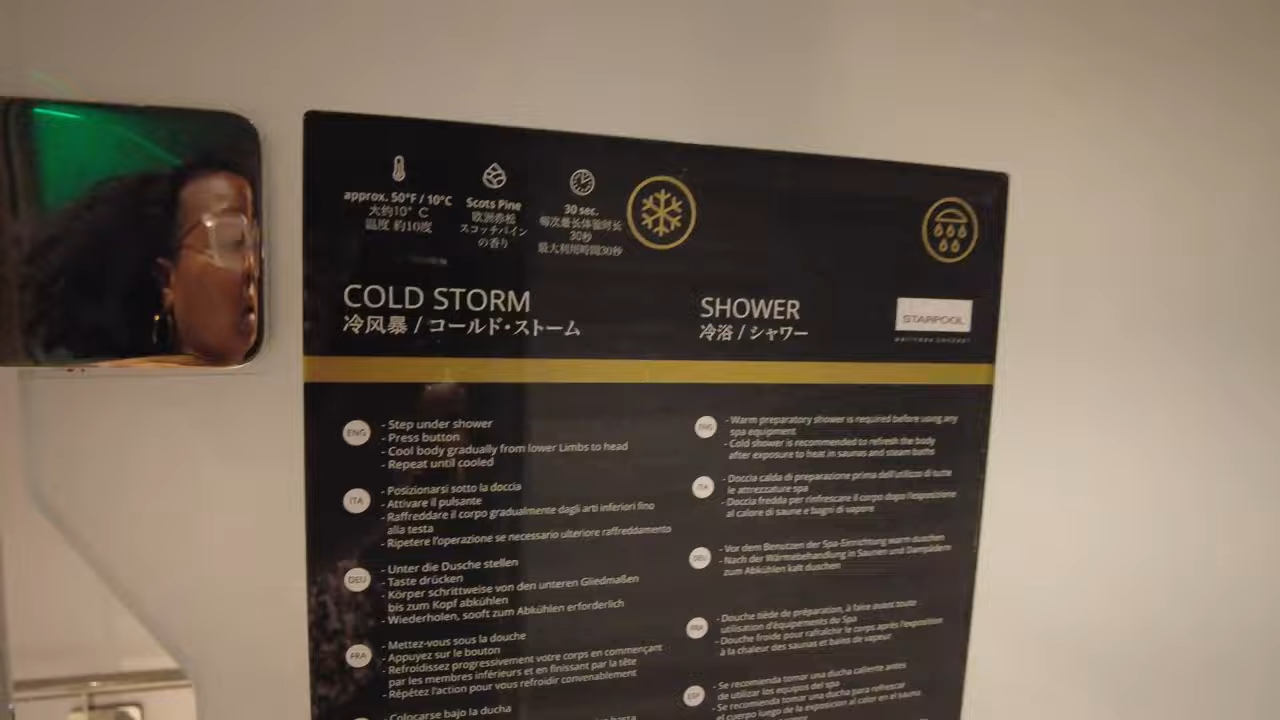 approx. 50°F / 10°C
大约10° C
温度 約10度
Scots Pine
欧洲赤松
スコッチパイン
の香り
30 sec.
每次最长体验时长
30秒
最大利用時間30秒
COLD STORM
冷风暴 / コールド・ストーム
SHOWER
冷浴 / シャワー
STARPOOL
WELLNESS CONCEPT
ENG
- Step under shower
- Press button
- Cool body gradually from lower Limbs to head
- Repeat until cooled
ITA
- Posizionarsi sotto la doccia
- Attivare il pulsante
- Raffreddare il corpo gradualmente dagli arti inferiori fino
alla testa
- Ripetere l'operazione se necessario ulteriore raffreddamento
DEU
- Unter die Dusche stellen
- Taste drücken
- Körper schrittweise von den unteren Gliedmaßen
bis zum Kopf abkühlen
- Wiederholen, sooft zum Abkühlen erforderlich
FRA
- Mettez-vous sous la douche
- Appuyez sur le bouton
- Refroidissez progressivement votre corps en commençant
par les membres inférieurs et en finissant par la tête
- Répétez l'action pour vous refroidir convenablement
- Colocarse bajo la ducha
hasta
ENG
- Warm preparatory shower is required before using any
spa equipment
- Cold shower is recommended to refresh the body
after exposure to heat in saunas and steam baths
ITA
- Doccia calda di preparazione prima dell'utilizzo di tutte
le attrezzature spa
- Doccia fredda per rinfrescare il corpo dopo l'esposizione
al calore di saune e bagni di vapore
DEU
- Vor dem Benutzen der Spa-Einrichtung warm duschen
- Nach der Wärmebehandlung in Saunen und Dampfbädern
zum Abkühlen kalt duschen
FRA
- Douche tiède de préparation, à faire avant toute
utilisation d'équipements du Spa
- Douche froide pour rafraîchir le corps après l'exposition
à la chaleur des saunas et bains de vapeur
ESP
- Se recomienda tomar una ducha caliente antes
de utilizar los equipos del spa
- Se recomienda tomar una ducha para refrescar
el cuerpo luego de la exposición al calor en el sauna